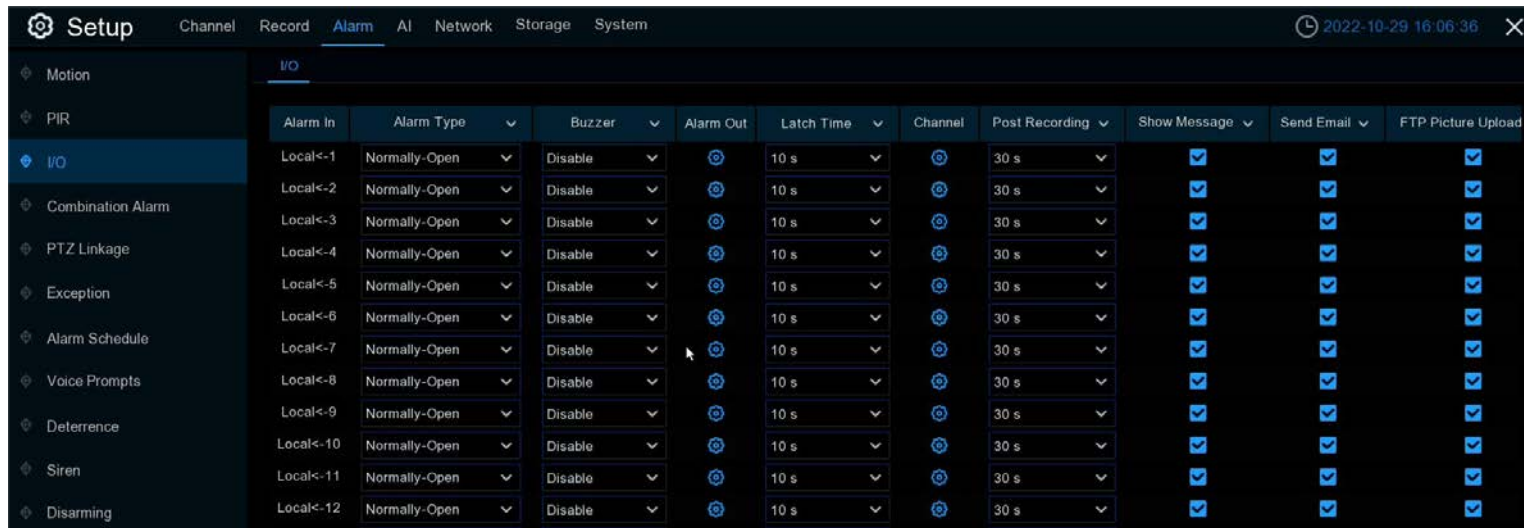 Setup Channel Record Alarm AI Network Storage System 2022-10-29 16:06:36
Motion
PIR
I/O
Combination Alarm
PTZ Linkage
Exception
Alarm Schedule
Voice Prompts
Deterrence
Siren
Disarming
I/O
Alarm In Alarm Type Buzzer Alarm Out Latch Time Channel Post Recording Show Message Send Email FTP Picture Upload
Local<-1 Normally-Open Disable 10 s 30 s
Local<-2 Normally-Open Disable 10 s 30 s
Local<-3 Normally-Open Disable 10 s 30 s
Local<-4 Normally-Open Disable 10 s 30 s
Local<-5 Normally-Open Disable 10 s 30 s
Local<-6 Normally-Open Disable 10 s 30 s
Local<-7 Normally-Open Disable 10 s 30 s
Local<-8 Normally-Open Disable 10 s 30 s
Local<-9 Normally-Open Disable 10 s 30 s
Local<-10 Normally-Open Disable 10 s 30 s
Local<-11 Normally-Open Disable 10 s 30 s
Local<-12 Normally-Open Disable 10 s 30 s